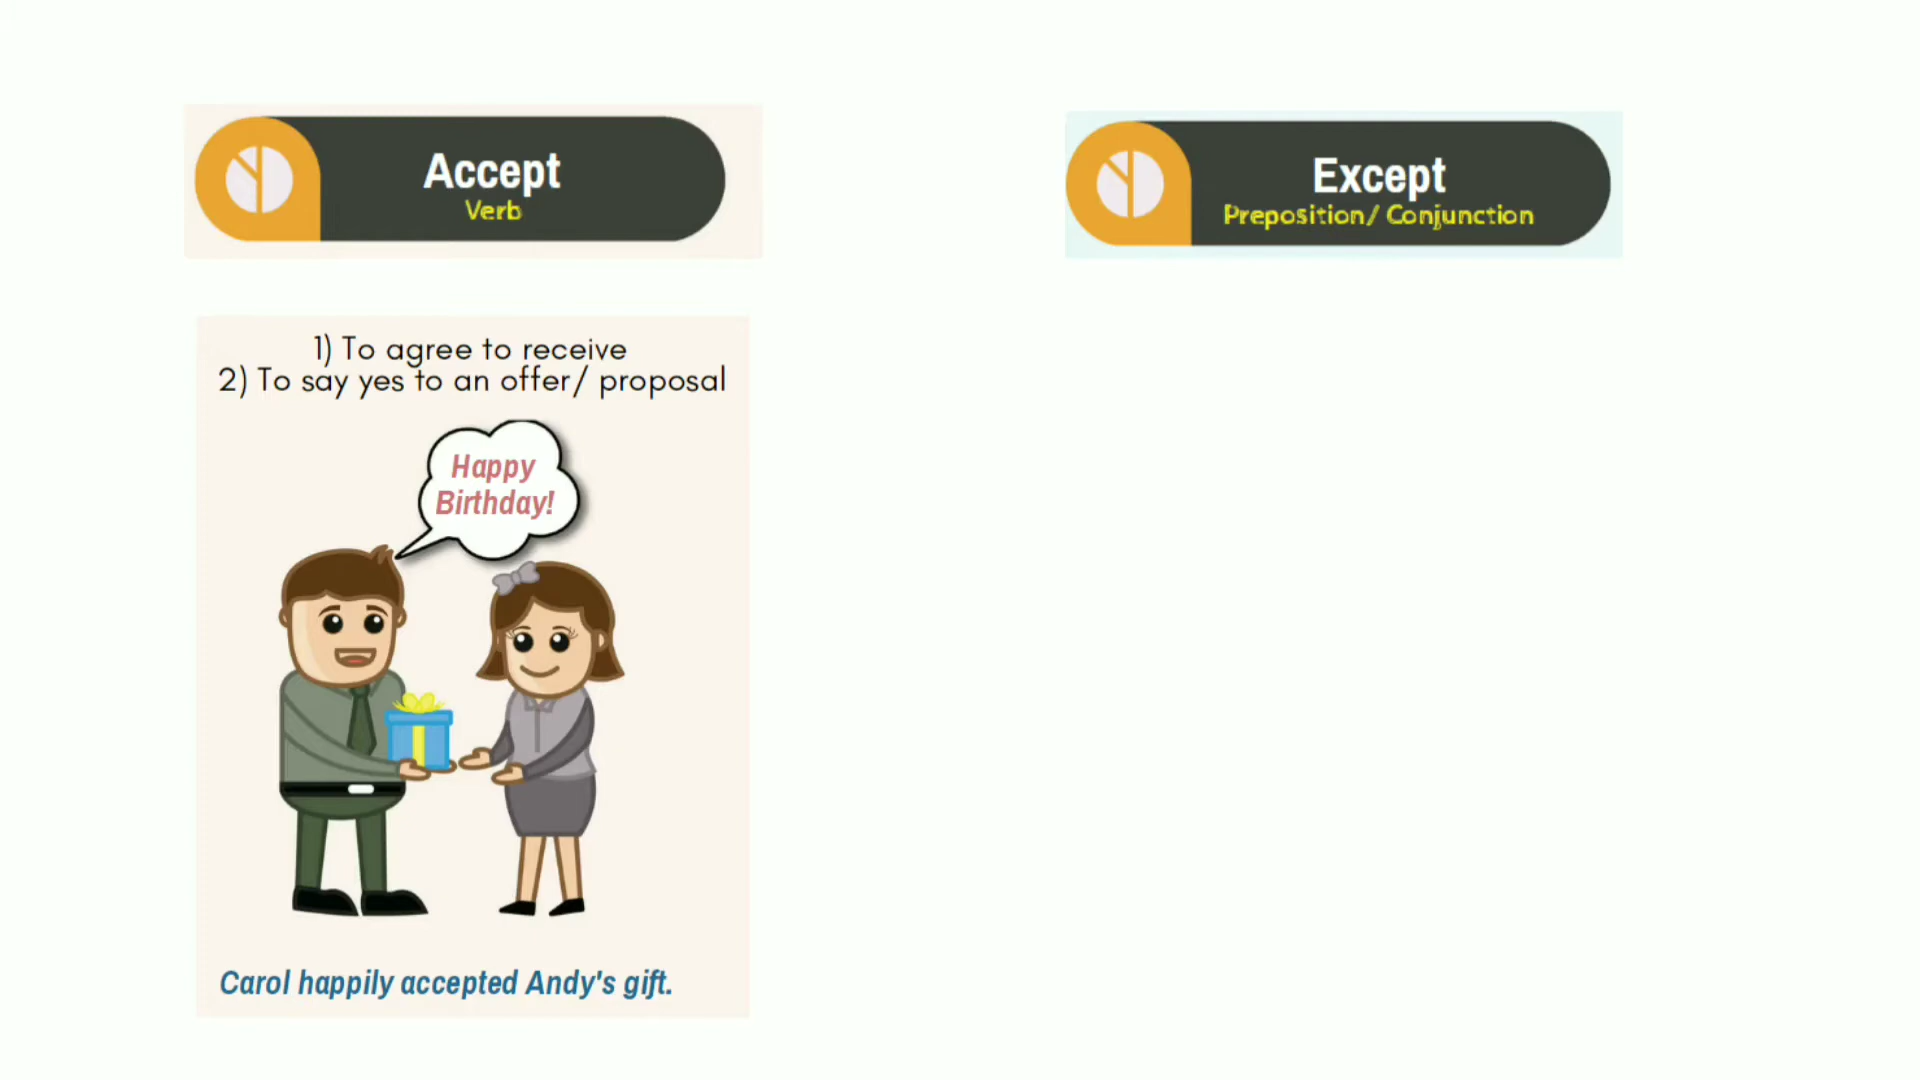 Accept
Verb
Except
Preposition/ Conjunction
1) To agree to receive
2) To say yes to an offer/ proposal
Happy
Birthday!
Carol happily accepted Andy's gift.